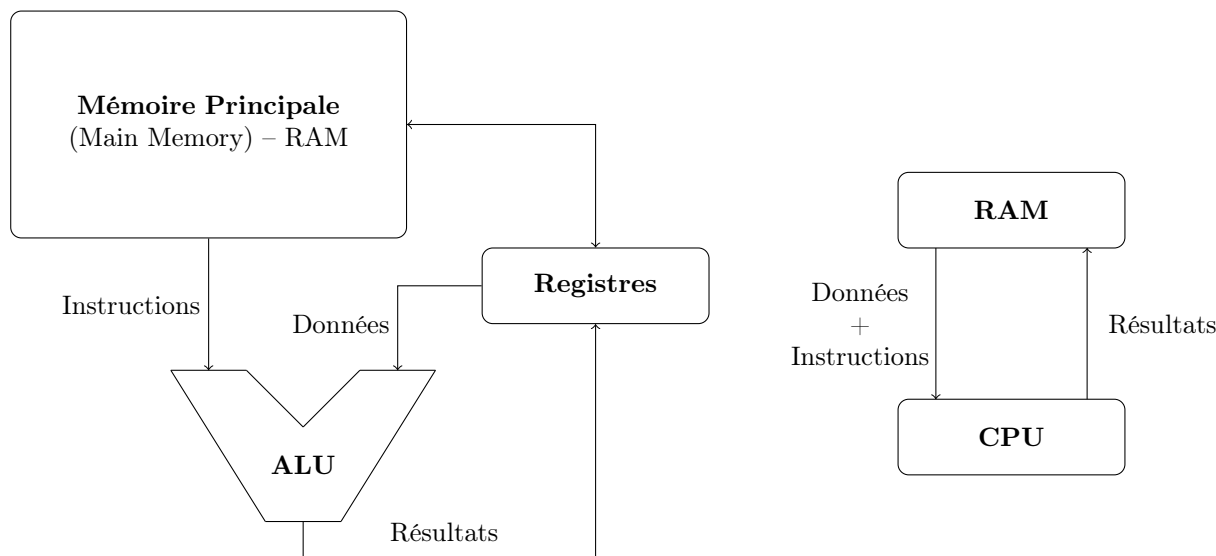 Mémoire Principale
(Main Memory) – RAM
Instructions
Données
Registres
ALU
Résultats
RAM
Données
+
Instructions
Résultats
CPU